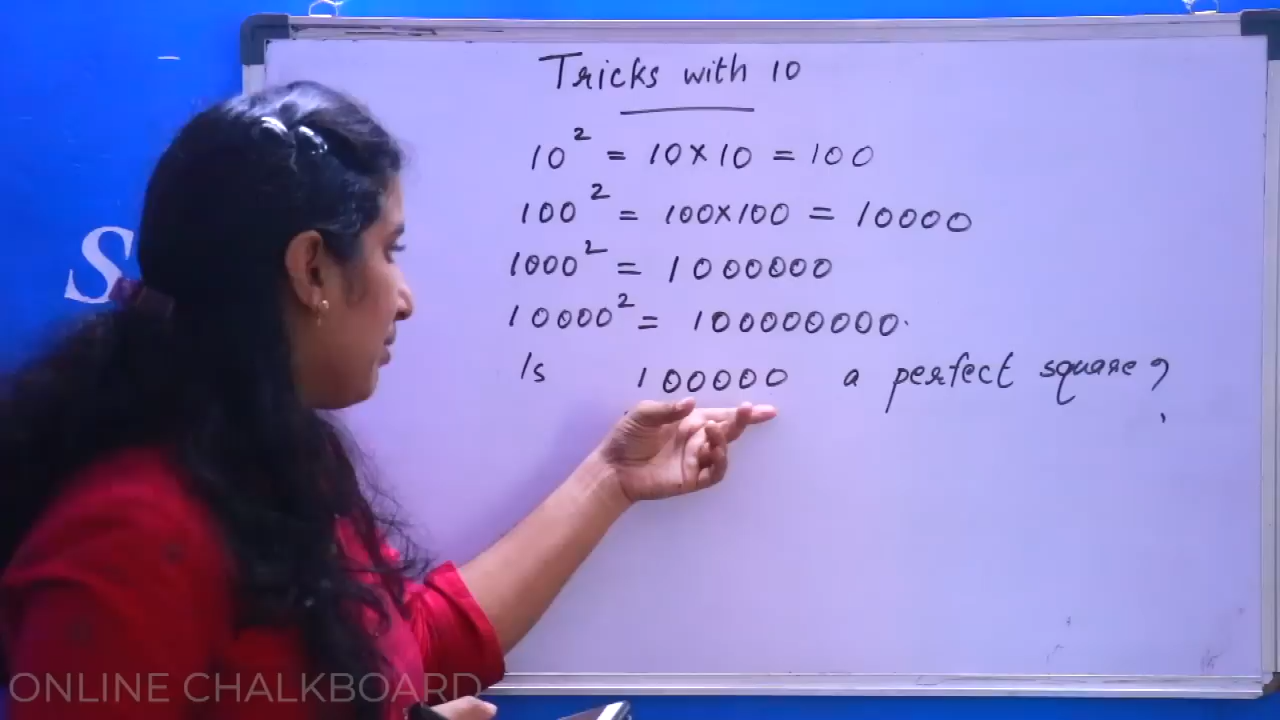 Tricks with 10
10² = 10×10 = 100
100² = 100×100 = 10000
1000² = 1000000
10000² = 100000000.
Is 100000 a perfect square?
S
ONLINE CHALKBOARD